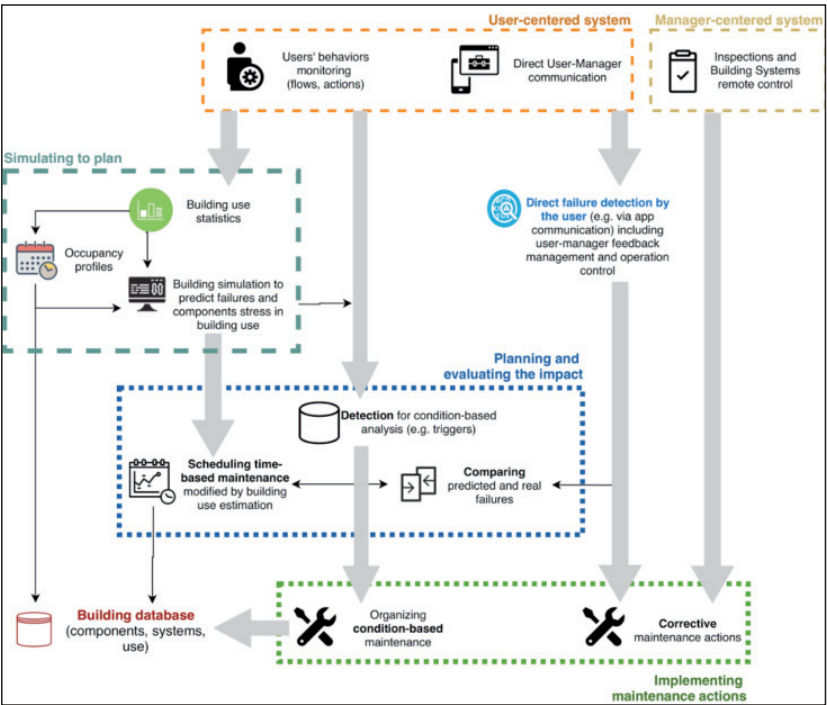 User-centered system
Manager-centered system
Users' behaviors
monitoring
(flows, actions)
Direct User-Manager
communication
Inspections and
Building Systems
remote control
Simulating to plan
Building use
statistics
Occupancy
profiles
Building simulation to
predict failures and
components stress in
building use
Direct failure detection by
the user (e.g. via app
communication) including
user-manager feedback
management and operation
control
Planning and
evaluating the impact
Detection for condition-based
analysis (e.g. triggers)
Scheduling time-
based maintenance
modified by building
use estimation
Comparing
predicted and real
failures
Building database
(components, systems,
use)
Organizing
condition-based
maintenance
Corrective
maintenance actions
Implementing
maintenance actions